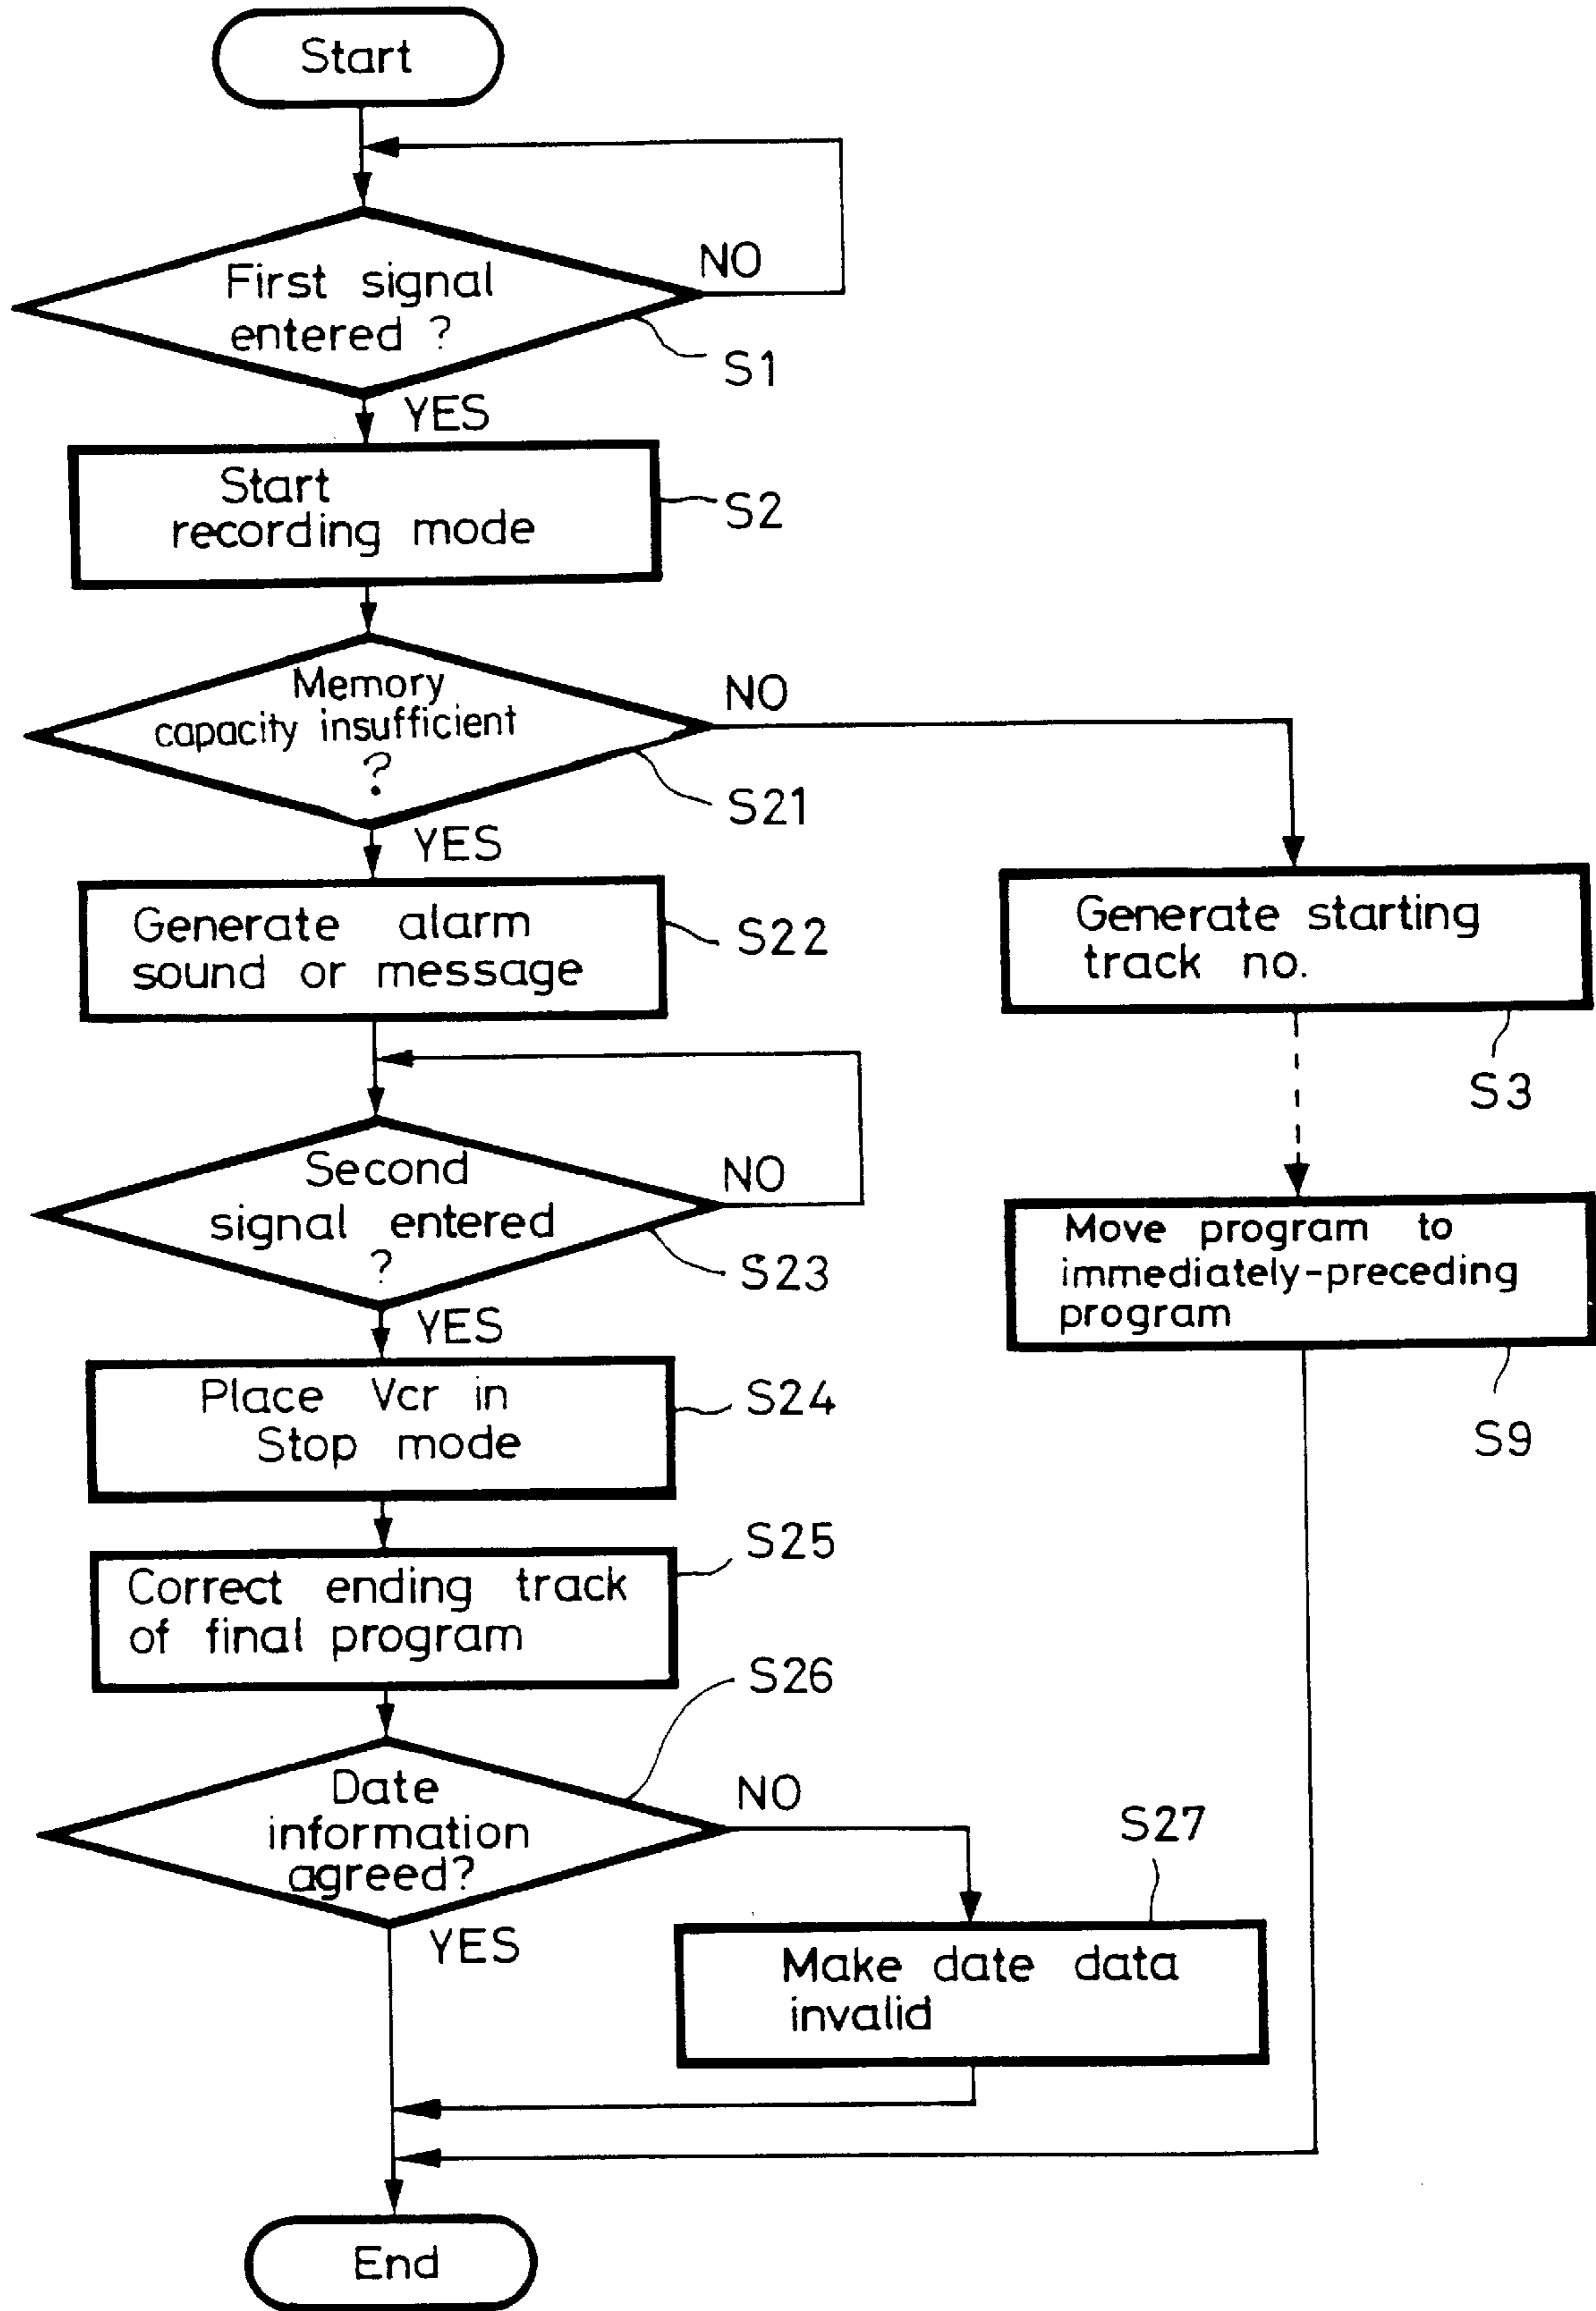 Start
First signal
entered ?
NO
S1
YES
Start
recording mode
S2
Memory
capacity insufficient
?
NO
S21
YES
Generate alarm
sound or message
S22
Generate starting
track no.
S3
Second
signal entered
?
NO
S23
YES
Move program to
immediately-preceding
program
S9
Place Vcr in
Stop mode
S24
Correct ending track
of final program
S25
Date
information
agreed?
S26
NO
YES
S27
Make date data
invalid
End